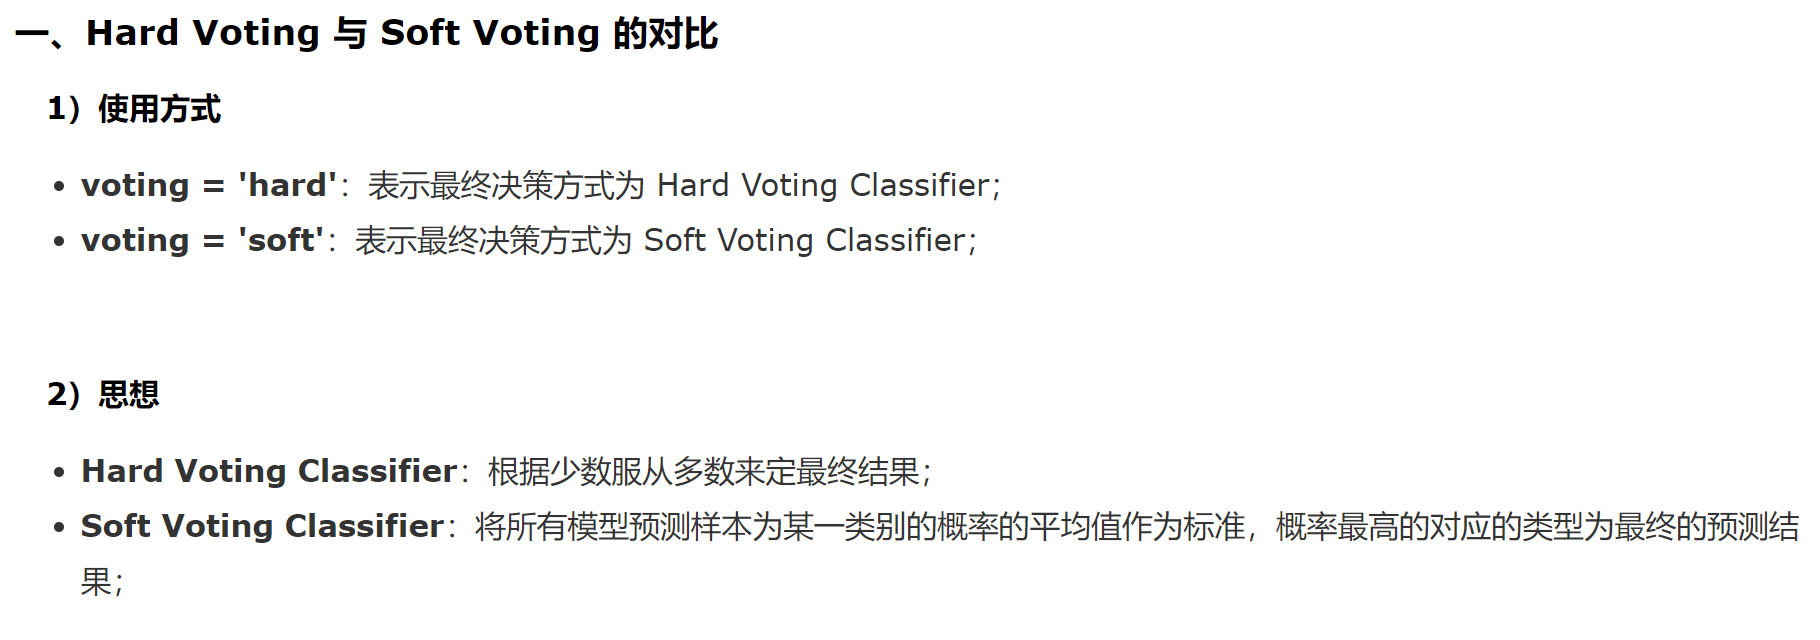 一、Hard Voting 与 Soft Voting 的对比
1）使用方式
• voting = 'hard'：表示最终决策方式为 Hard Voting Classifier；
• voting = 'soft'：表示最终决策方式为 Soft Voting Classifier；
2）思想
• Hard Voting Classifier：根据少数服从多数来定最终结果；
• Soft Voting Classifier：将所有模型预测样本为某一类别的概率的平均值作为标准，概率最高的对应的类型为最终的预测结
果；